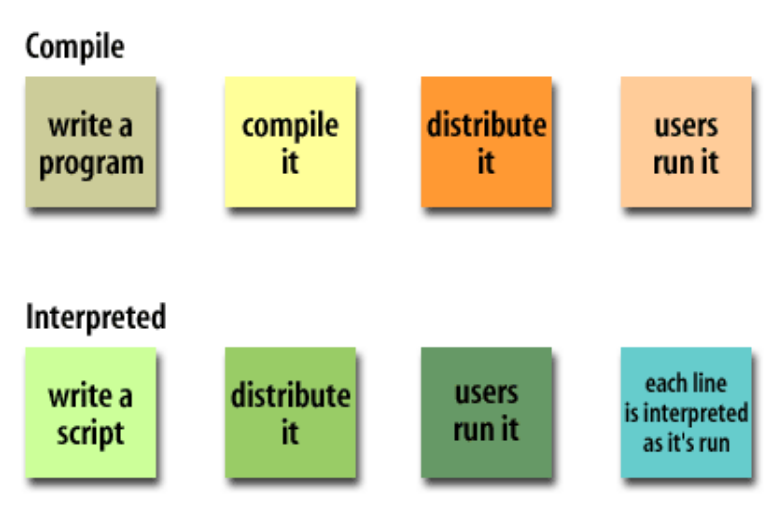 Compile
write a
program
compile
it
distribute
it
users
run it
Interpreted
write a
script
distribute
it
users
run it
each line
is interpreted
as it's run